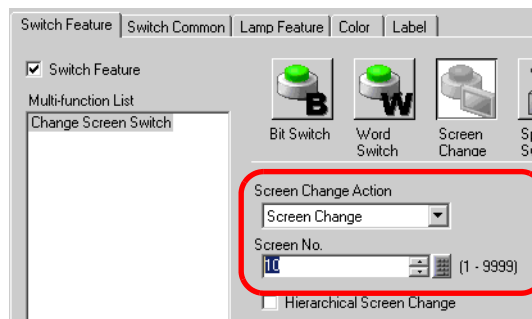 Switch Feature Switch Common Lamp Feature Color Label
Switch Feature
Multi-function List
Change Screen Switch
B W
Bit Switch Word Switch Screen Change
Screen Change Action
Screen Change
Screen No.
10 (1 - 9999)
Hierarchical Screen Change